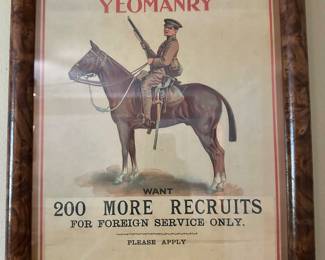 YEOMANRY
WANT
200 MORE RECRUITS
FOR FOREIGN SERVICE ONLY.
PLEASE APPLY